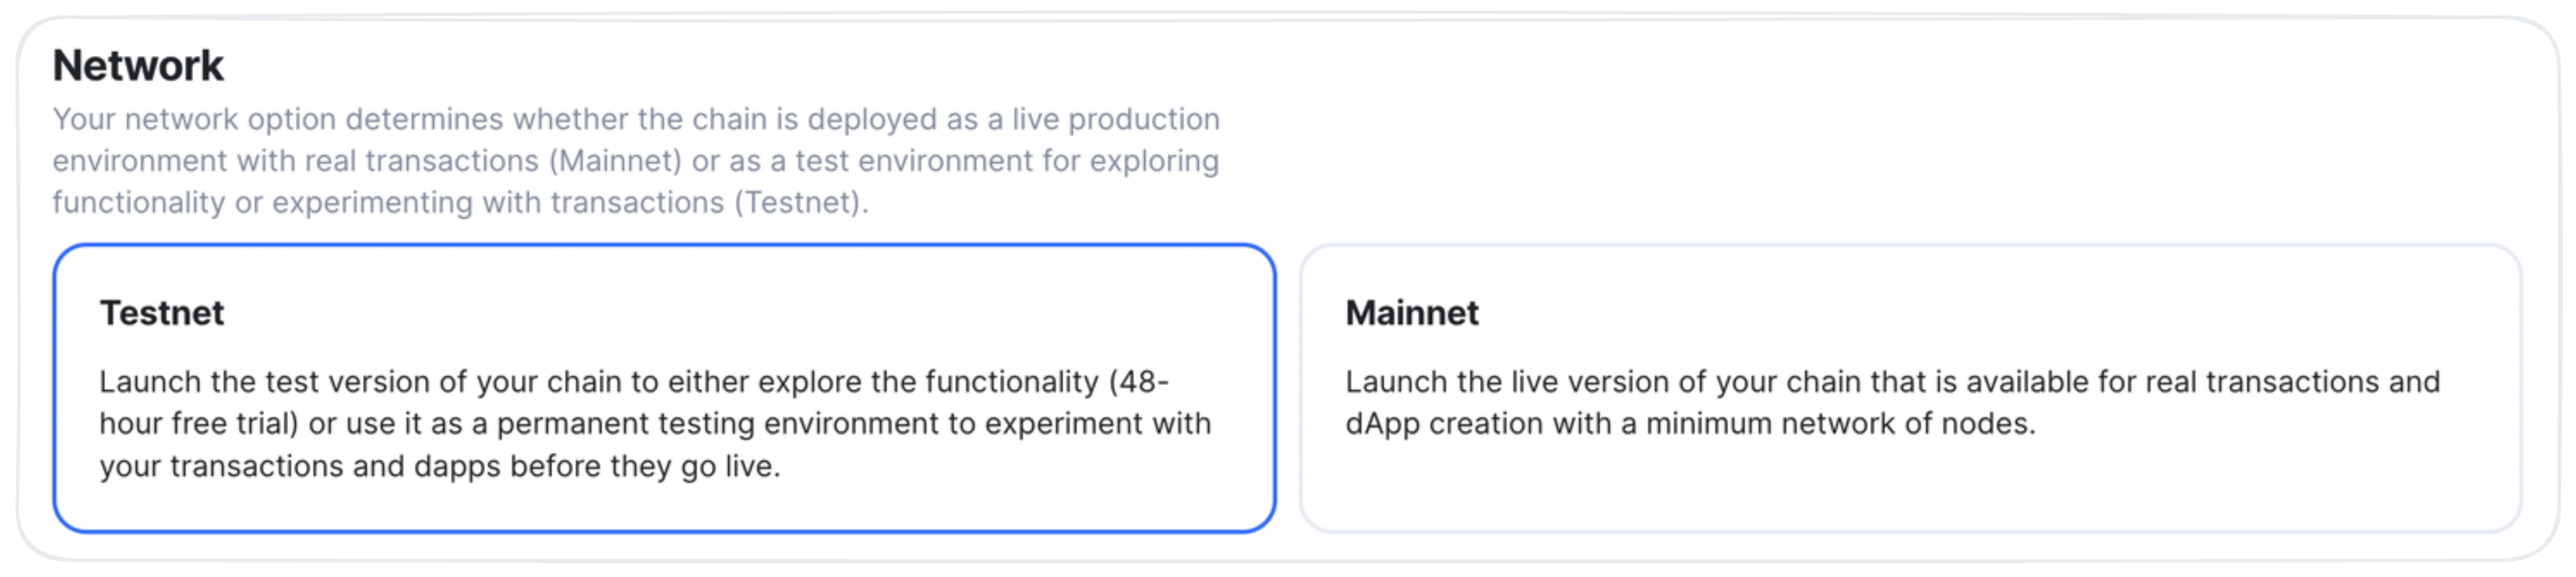 Network
Your network option determines whether the chain is deployed as a live production
environment with real transactions (Mainnet) or as a test environment for exploring
functionality or experimenting with transactions (Testnet).
Testnet
Launch the test version of your chain to either explore the functionality (48-
hour free trial) or use it as a permanent testing environment to experiment with
your transactions and dapps before they go live.
Mainnet
Launch the live version of your chain that is available for real transactions and
dApp creation with a minimum network of nodes.